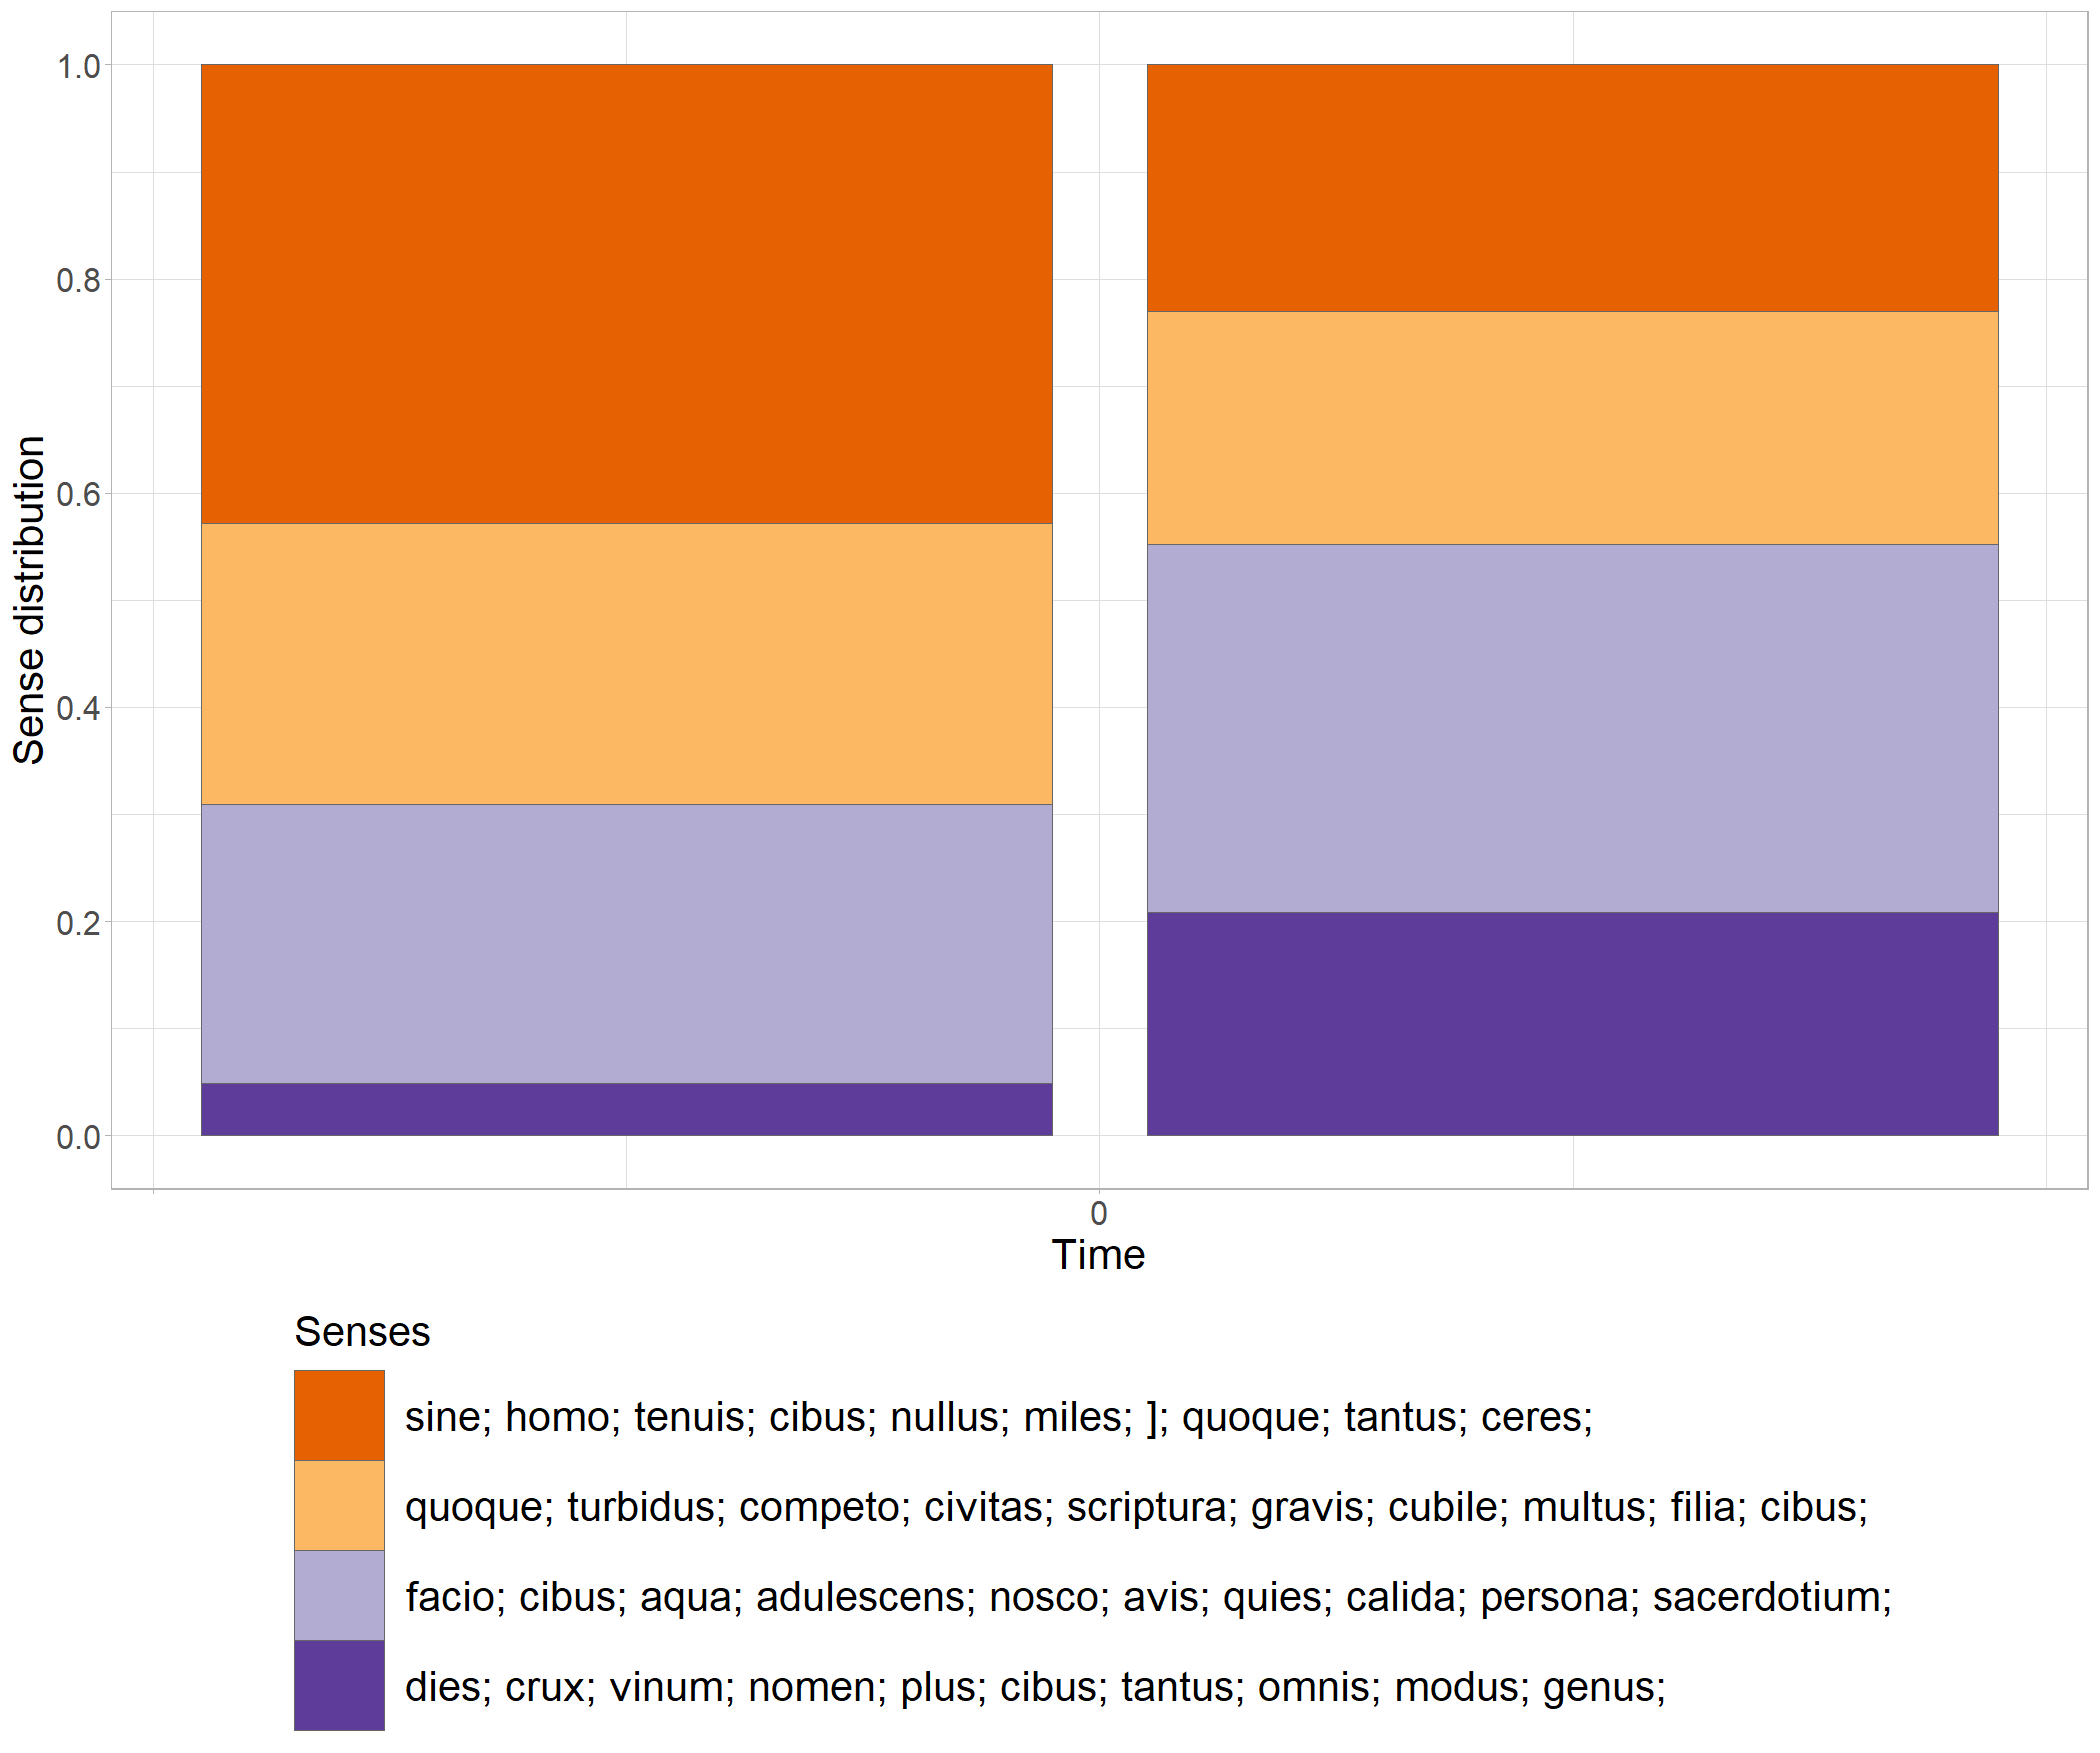 1.0
0.8
0.6
0.4
0.2
0.0
Sense distribution
0
Time
Senses
sine; homo; tenuis; cibus; nullus; miles; ]; quoque; tantus; ceres;
quoque; turbidus; competo; civitas; scriptura; gravis; cubile; multus; filia; cibus;
facio; cibus; aqua; adulescens; nosco; avis; quies; calida; persona; sacerdotium;
dies; crux; vinum; nomen; plus; cibus; tantus; omnis; modus; genus;